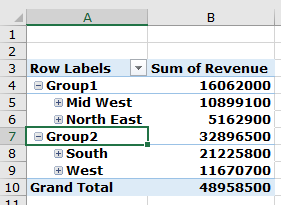 A B
1
2
3 Row Labels Sum of Revenue
4 Group1 16062000
5 Mid West 10899100
6 North East 5162900
7 Group2 32896500
8 South 21225800
9 West 11670700
10 Grand Total 48958500